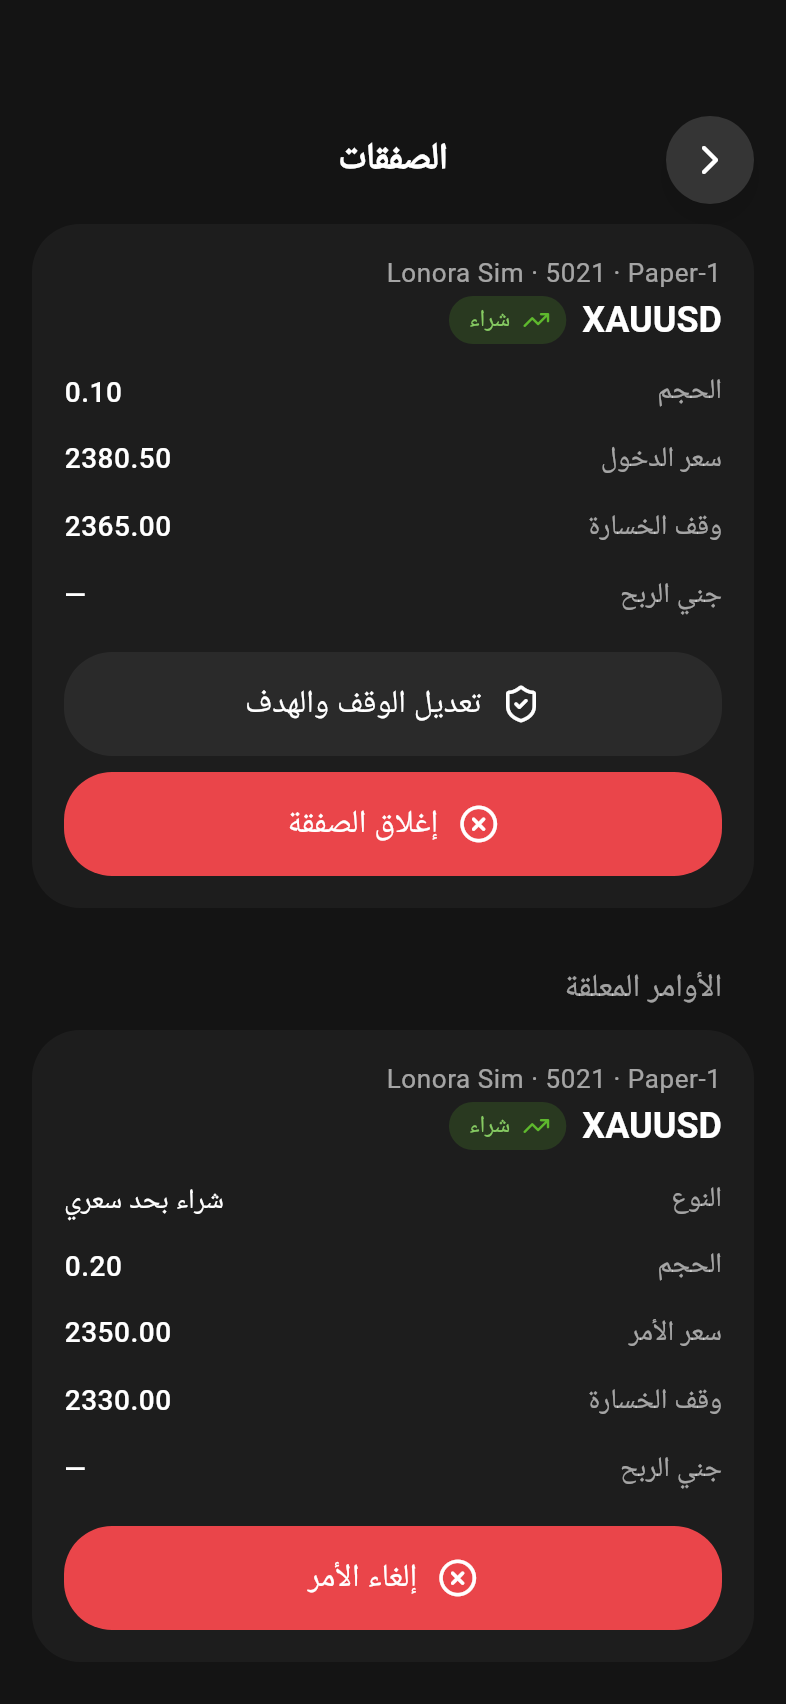 الصفقات
Lonora Sim · 5021 · Paper-1
XAUUSD شراء
الحجم 0.10
سعر الدخول 2380.50
وقف الخسارة 2365.00
جني الربح —
تعديل الوقف والهدف
إغلاق الصفقة
الأوامر المعلقة
Lonora Sim · 5021 · Paper-1
XAUUSD شراء
النوع شراء بحد سعري
الحجم 0.20
سعر الأمر 2350.00
وقف الخسارة 2330.00
جني الربح —
إلغاء الأمر